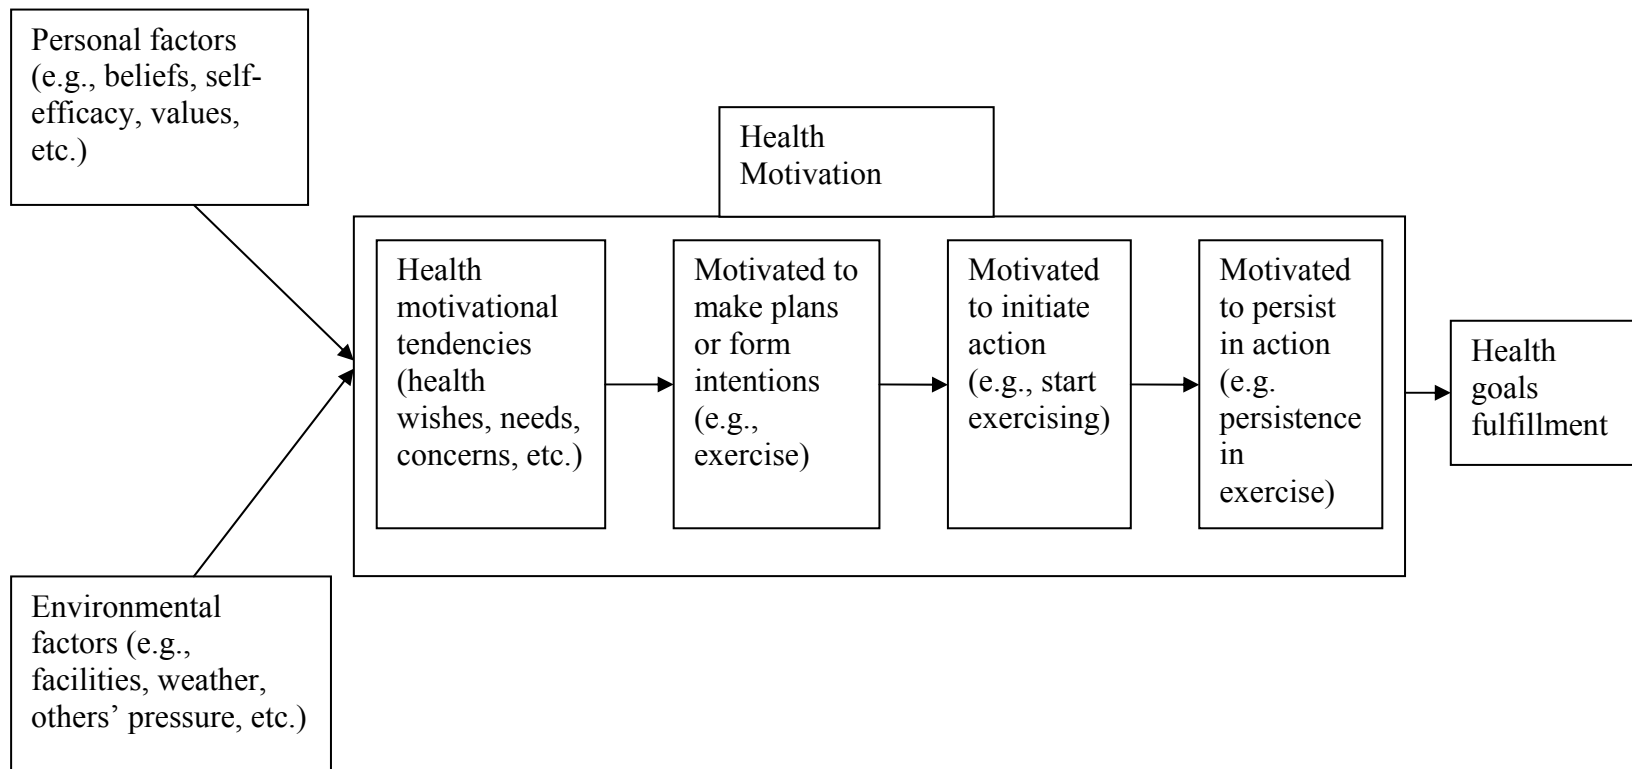 Personal factors
(e.g., beliefs, self-
efficacy, values,
etc.)
Health
Motivation
Health
motivational
tendencies
(health
wishes, needs,
concerns, etc.)
Motivated to
make plans
or form
intentions
(e.g.,
exercise)
Motivated
to initiate
action
(e.g., start
exercising)
Motivated
to persist
in action
(e.g.
persistence
in
exercise)
Health
goals
fulfillment
Environmental
factors (e.g.,
facilities, weather,
others’ pressure, etc.)